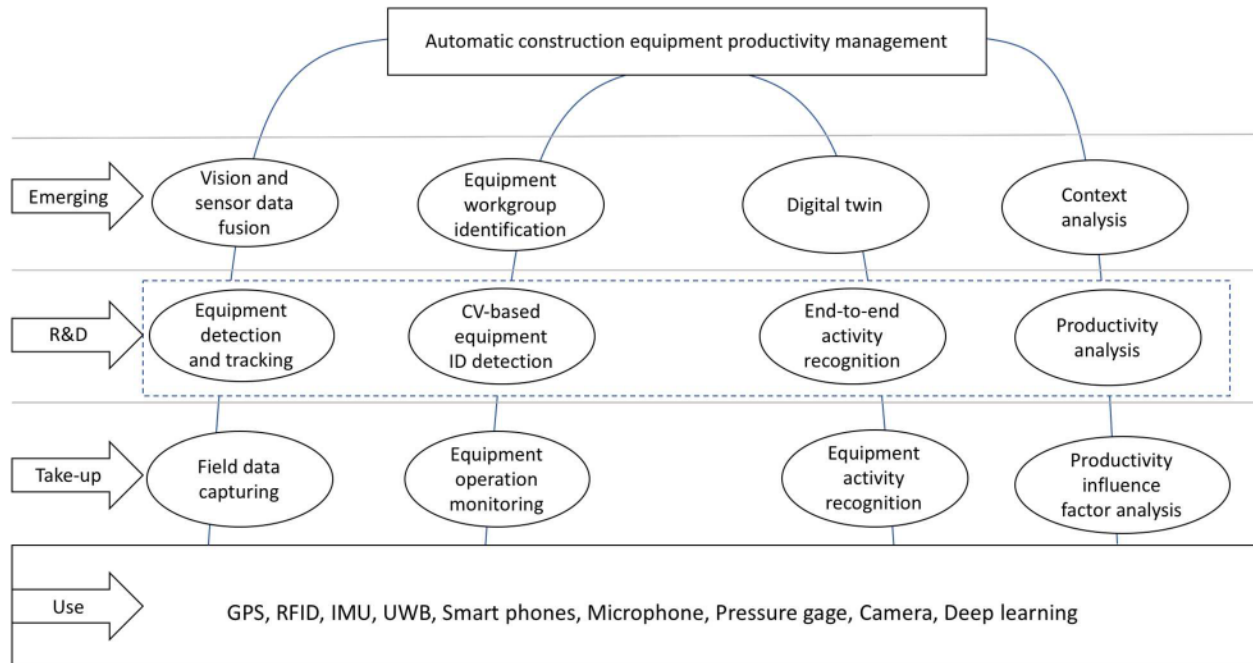 Automatic construction equipment productivity management
Emerging
Vision and
sensor data
fusion
Equipment
workgroup
identification
Digital twin
Context
analysis
R&D
Equipment
detection
and tracking
CV-based
equipment
ID detection
End-to-end
activity
recognition
Productivity
analysis
Take-up
Field data
capturing
Equipment
operation
monitoring
Equipment
activity
recognition
Productivity
influence
factor analysis
Use
GPS, RFID, IMU, UWB, Smart phones, Microphone, Pressure gage, Camera, Deep learning